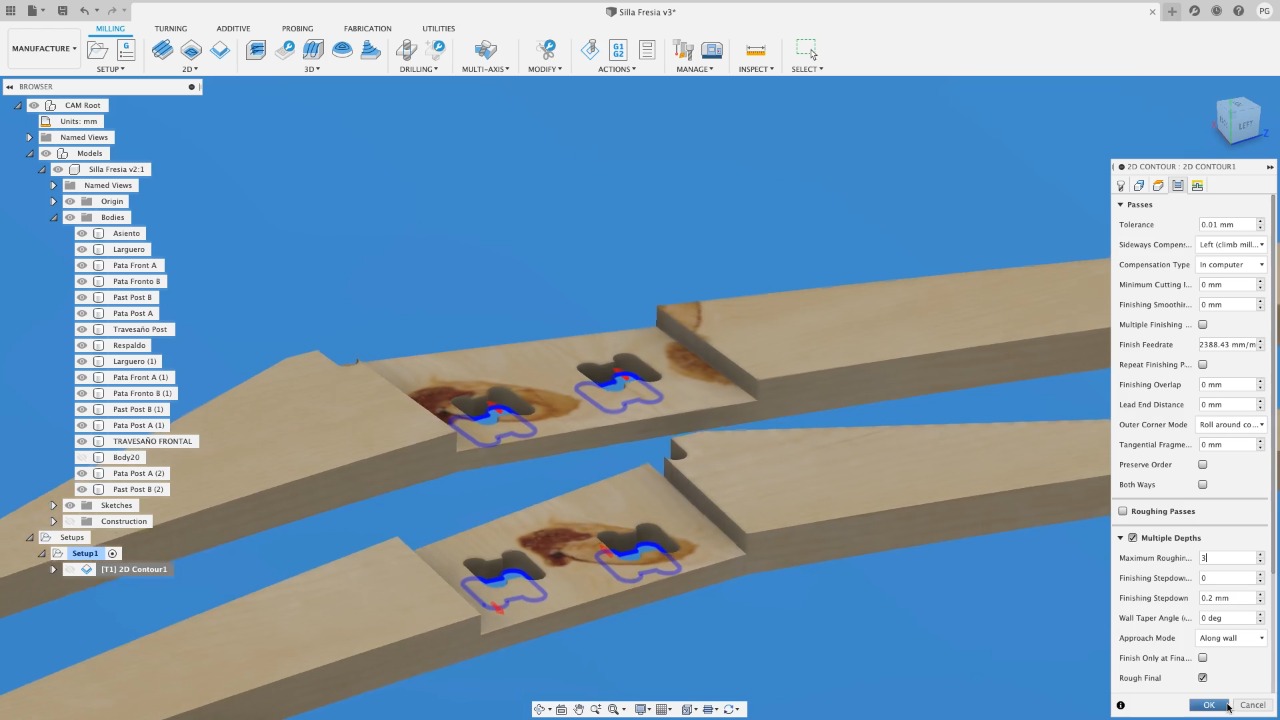 Silla Fresia v3*
PG
MANUFACTURE
MILLING
TURNING
ADDITIVE
PROBING
FABRICATION
UTILITIES
G1
G2
SETUP
2D
3D
DRILLING
MULTI-AXIS
MODIFY
ACTIONS
MANAGE
INSPECT
SELECT
BROWSER
CAM Root
Units: mm
Named Views
Models
Silla Fresia v2:1
Named Views
Origin
Bodies
Asiento
Larguero
Pata Front A
Pata Fronto B
Past Post B
Pata Post A
Travesaño Post
Respaldo
Larguero (1)
Pata Front A (1)
Pata Fronto B (1)
Past Post B (1)
Pata Post A (1)
TRAVESAÑO FRONTAL
Body20
Pata Post A (2)
Past Post B (2)
Sketches
Construction
Setups
Setup1
[T1] 2D Contour1
LEFT
Z
2D CONTOUR : 2D CONTOUR1
Passes
Tolerance 0.01 mm
Sideways Compens... Left (climb mill...
Compensation Type In computer
Minimum Cutting I... 0 mm
Finishing Smoothin... 0 mm
Multiple Finishing ...
Finish Feedrate 2388.43 mm/m
Repeat Finishing P...
Finishing Overlap 0 mm
Lead End Distance 0 mm
Outer Corner Mode Roll around co...
Tangential Fragme... 0 mm
Preserve Order
Both Ways
Roughing Passes
Multiple Depths
Maximum Roughin... 3
Finishing Stepdow... 0
Finishing Stepdown 0.2 mm
Wall Taper Angle (... 0 deg
Approach Mode Along wall
Finish Only at Fina...
Rough Final
OK Cancel